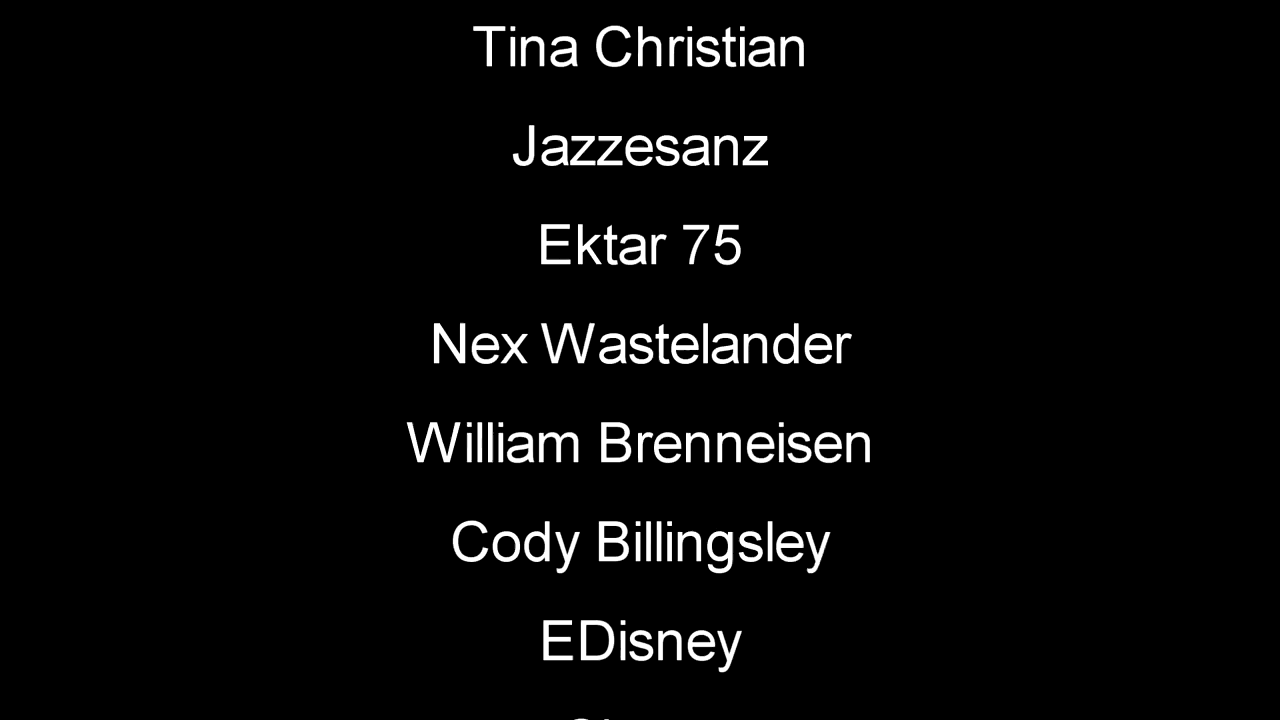 Tina Christian
Jazzesanz
Ektar 75
Nex Wastelander
William Brenneisen
Cody Billingsley
EDisney